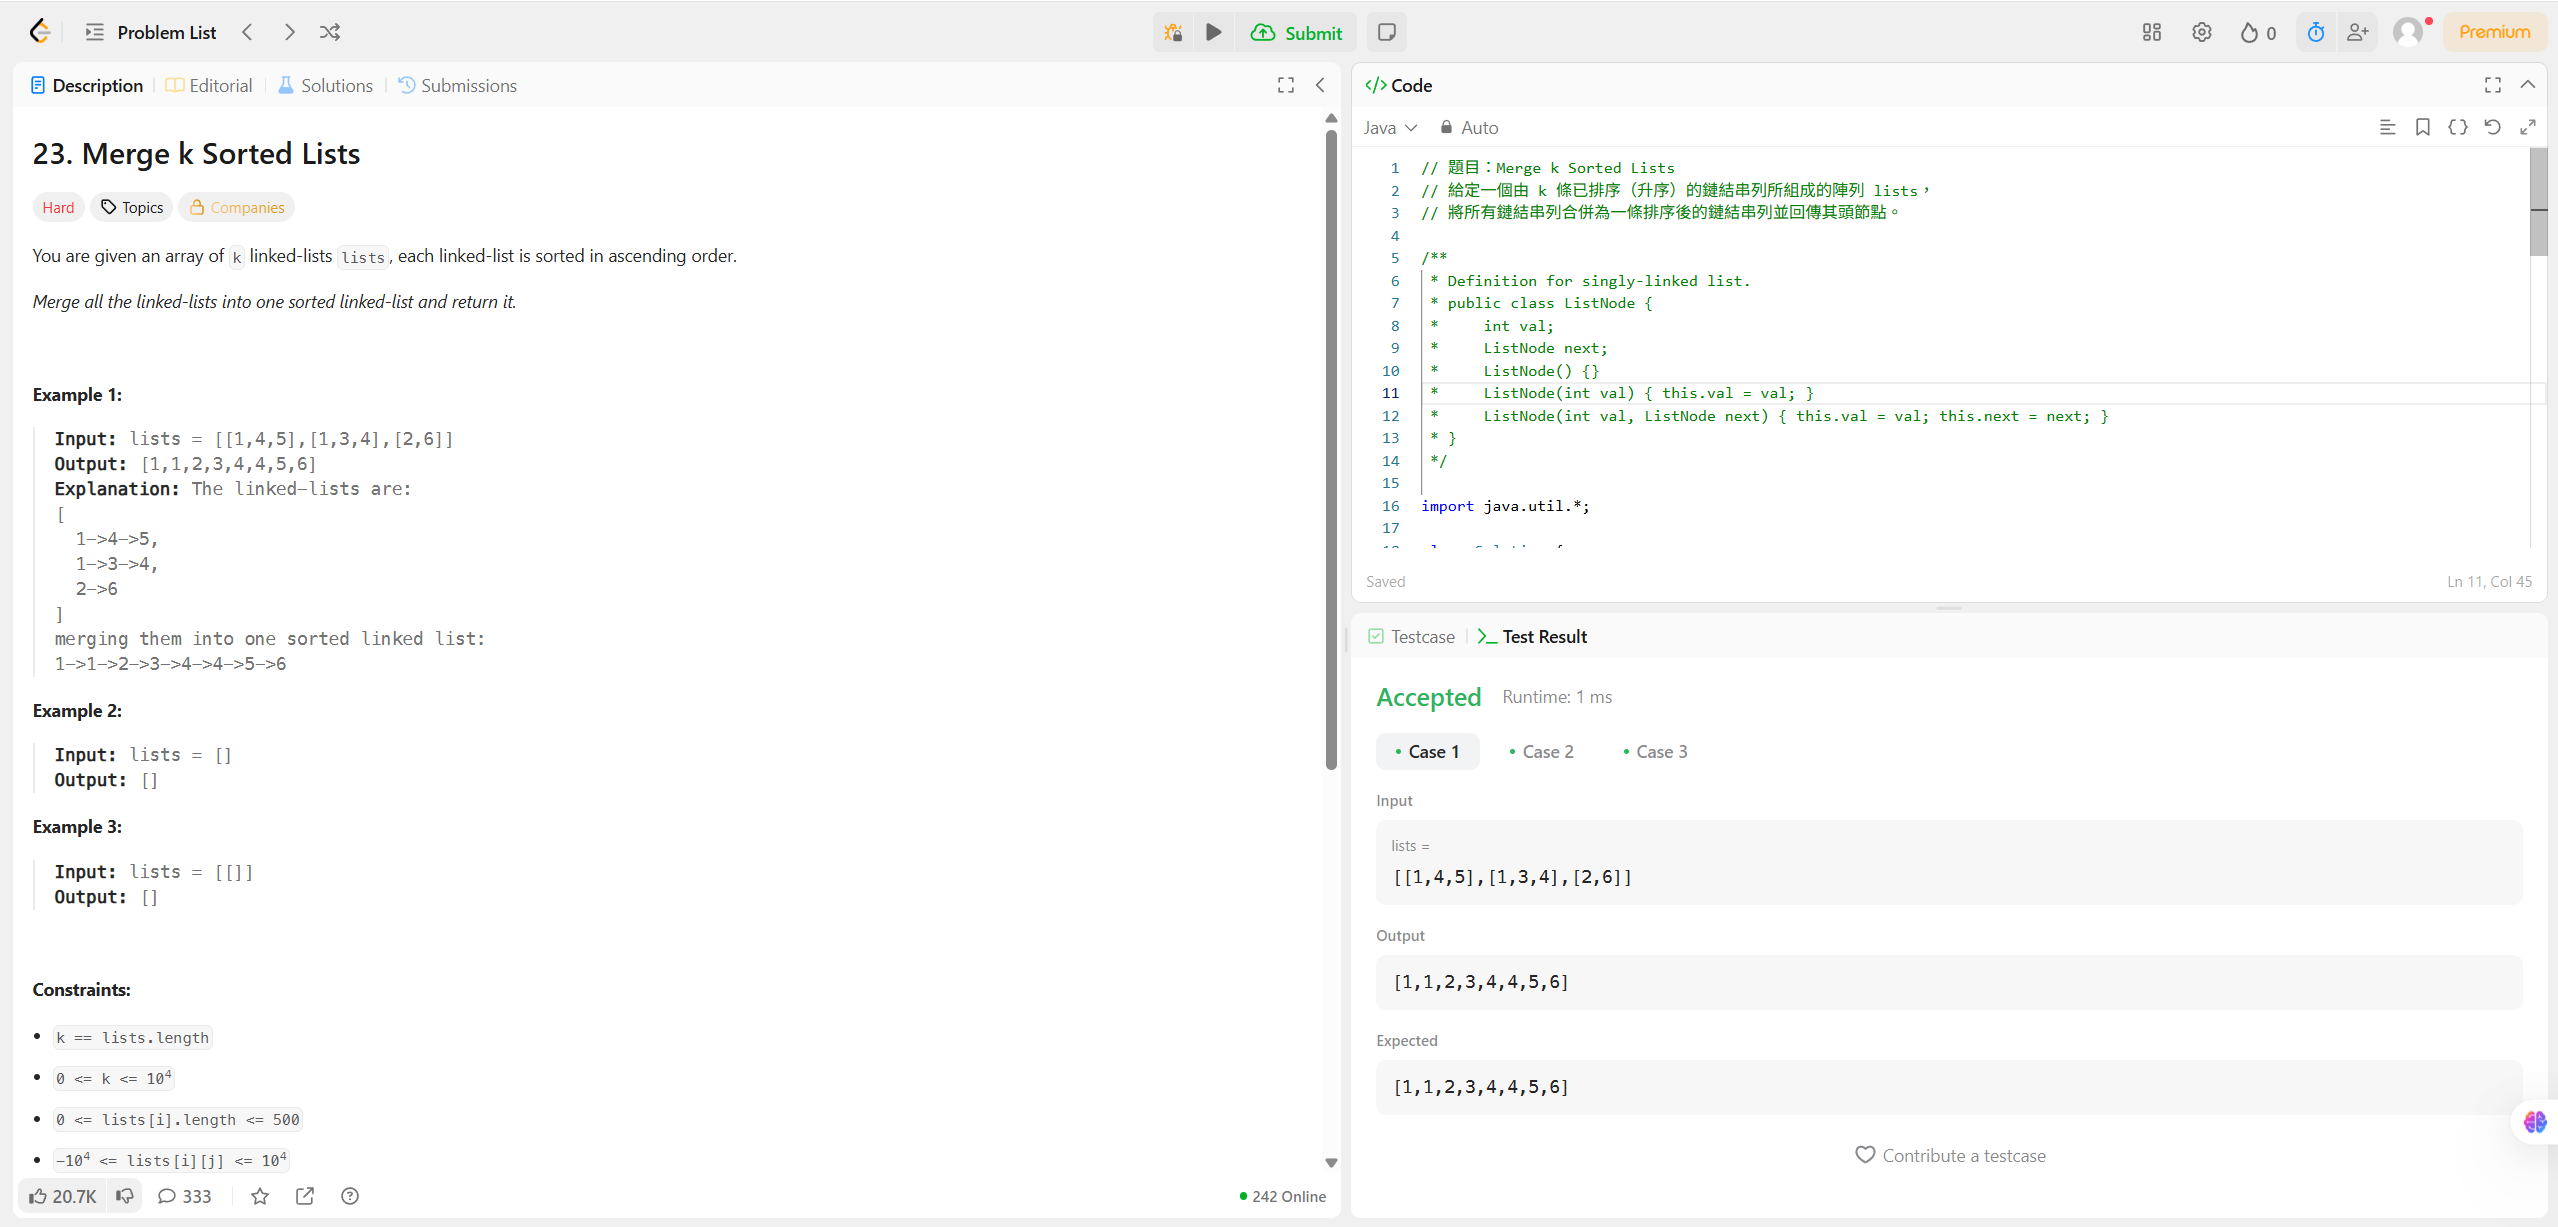 Problem List
Submit
0
Premium
Description
Editorial
Solutions
Submissions
23. Merge k Sorted Lists
Hard
Topics
Companies
You are given an array of k linked-lists lists, each linked-list is sorted in ascending order.
Merge all the linked-lists into one sorted linked-list and return it.
Example 1:
Input: lists = [[1,4,5],[1,3,4],[2,6]]
Output: [1,1,2,3,4,4,5,6]
Explanation: The linked-lists are:
[
1->4->5,
1->3->4,
2->6
]
merging them into one sorted linked list:
1->1->2->3->4->4->5->6
Example 2:
Input: lists = []
Output: []
Example 3:
Input: lists = [[]]
Output: []
Constraints:
k == lists.length
0 <= k <= 10⁴
0 <= lists[i].length <= 500
-10⁴ <= lists[i][j] <= 10⁴
20.7K
333
242 Online
</> Code
Java
Auto
1 // 題目：Merge k Sorted Lists
2 // 給定一個由 k 條已排序（升序）的鏈結串列所組成的陣列 lists，
3 // 將所有鏈結串列合併為一條排序後的鏈結串列並回傳其頭節點。
4
5 /**
6 * Definition for singly-linked list.
7 * public class ListNode {
8 *     int val;
9 *     ListNode next;
10 *     ListNode() {}
11 *     ListNode(int val) { this.val = val; }
12 *     ListNode(int val, ListNode next) { this.val = val; this.next = next; }
13 * }
14 */
15
16 import java.util.*;
17
Saved
Ln 11, Col 45
Testcase
Test Result
Accepted
Runtime: 1 ms
Case 1
Case 2
Case 3
Input
lists =
[[1,4,5],[1,3,4],[2,6]]
Output
[1,1,2,3,4,4,5,6]
Expected
[1,1,2,3,4,4,5,6]
Contribute a testcase